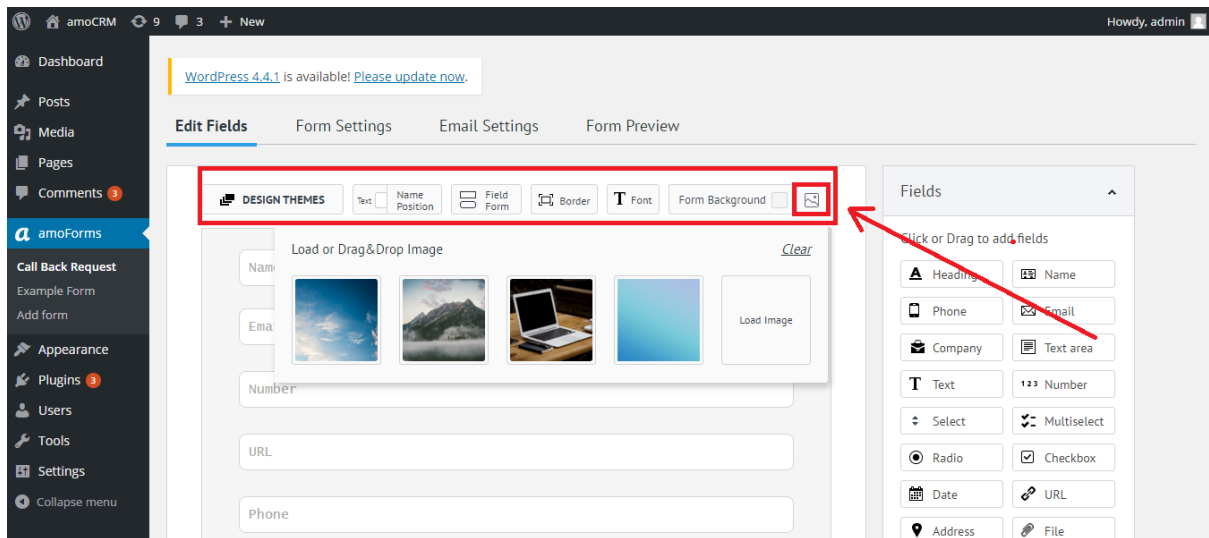 amoCRM 9 3 + New Howdy, admin
Dashboard
Posts
Media
Pages
Comments 3
amoForms
Call Back Request
Example Form
Add form
Appearance
Plugins 3
Users
Tools
Settings
Collapse menu
WordPress 4.4.1 is available! Please update now.
Edit Fields Form Settings Email Settings Form Preview
DESIGN THEMES Text Name Position Field Form Border T Font Form Background
Load or Drag&Drop Image Clear
Load Image
Name
Emai
Number
URL
Phone
Fields
Click or Drag to add fields
A Heading Name
Phone Email
Company Text area
T Text 123 Number
Select Multiselect
Radio Checkbox
Date URL
Address File